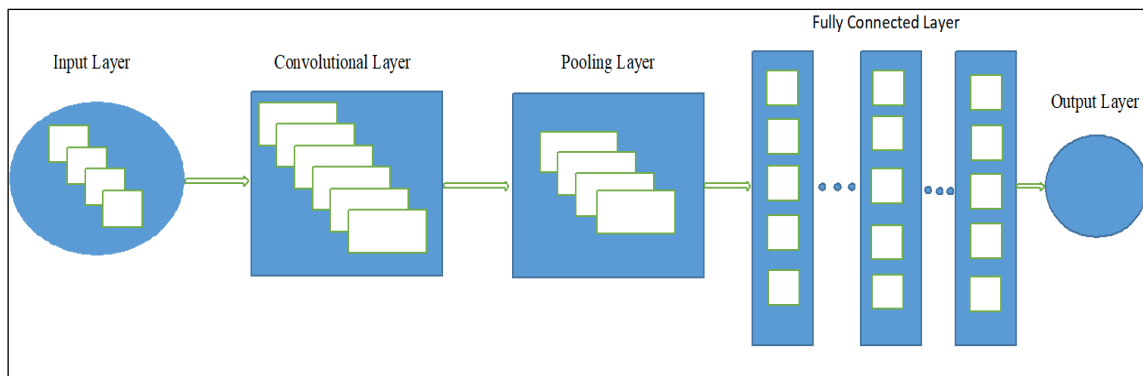 Input Layer
Convolutional Layer
Pooling Layer
Fully Connected Layer
Output Layer